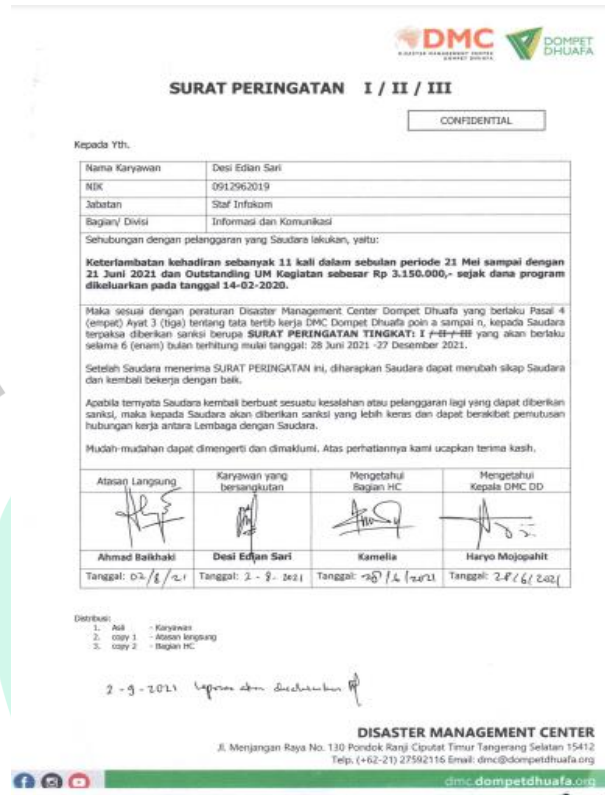 DMC
DISASTER MANAGEMENT CENTER
DOMPET DHUAFA
DOMPET
DHUAFA
SURAT PERINGATAN I / II / III
CONFIDENTIAL
Kepada Yth.
Nama Karyawan Desi Edian Sari
NIK 0912962019
Jabatan Staf Infokom
Bagian/ Divisi Informasi dan Komunikasi
Sehubungan dengan pelanggaran yang Saudara lakukan, yaitu:
Keterlambatan kehadiran sebanyak 11 kali dalam sebulan periode 21 Mei sampai dengan
21 Juni 2021 dan Outstanding UM Kegiatan sebesar Rp 3.150.000,- sejak dana program
dikeluarkan pada tanggal 14-02-2020.
Maka sesuai dengan peraturan Disaster Management Center Dompet Dhuafa yang berlaku Pasal 4
(empat) Ayat 3 (tiga) tentang tata tertib kerja DMC Dompet Dhuafa poin a sampai n, kepada Saudara
terpaksa diberikan sanksi berupa SURAT PERINGATAN TINGKAT: I / II / III yang akan berlaku
selama 6 (enam) bulan terhitung mulai tanggal: 28 Juni 2021 -27 Desember 2021.
Setelah Saudara menerima SURAT PERINGATAN ini, diharapkan Saudara dapat merubah sikap Saudara
dan kembali bekerja dengan baik.
Apabila ternyata Saudara kembali berbuat sesuatu kesalahan atau pelanggaran lagi yang dapat diberikan
sanksi, maka kepada Saudara akan diberikan sanksi yang lebih keras dan dapat berakibat pemutusan
hubungan kerja antara Lembaga dengan Saudara.
Mudah-mudahan dapat dimengerti dan dimaklumi. Atas perhatiannya kami ucapkan terima kasih.
Atasan Langsung Karyawan yang bersangkutan Mengetahui Bagian HC Mengetahui Kepala DMC DD
Ahmad Baikhaki Desi Edian Sari Kamelia Haryo Mojopahit
Tanggal: 02/8/21 Tanggal: 2 - 9 - 2021 Tanggal: 28/6/2021 Tanggal: 28/6/2021
Distribusi:
1. Asli - Karyawan
2. copy 1 - Atasan langsung
3. copy 2 - Bagian HC
2 - 9 - 2021 Laporan akan
DISASTER MANAGEMENT CENTER
Jl. Menjangan Raya No. 130 Pondok Ranji Ciputat Timur Tangerang Selatan 15412
Telp. (+62-21) 27592116 Email: dmc@dompetdhuafa.org
dmc.dompetdhuafa.org